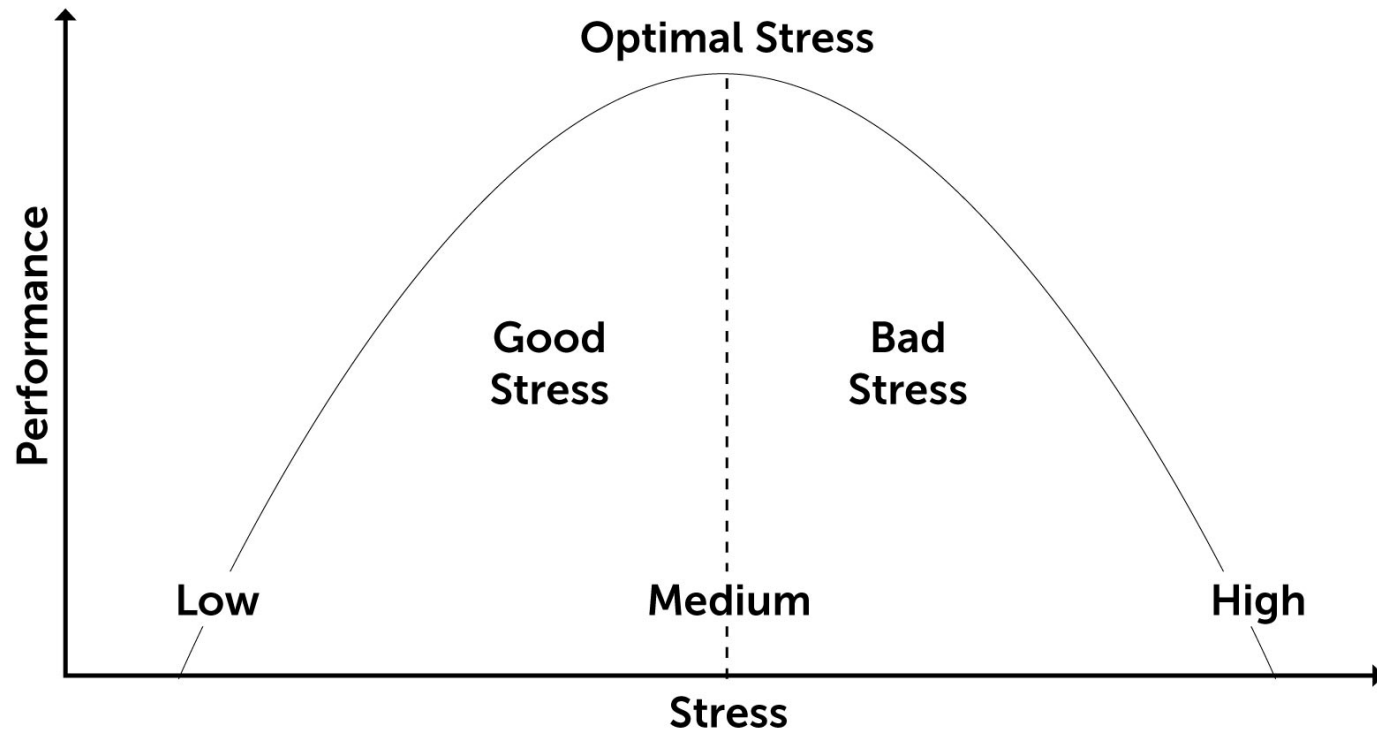 Optimal Stress
Performance
Good
Stress
Bad
Stress
Low
Medium
High
Stress